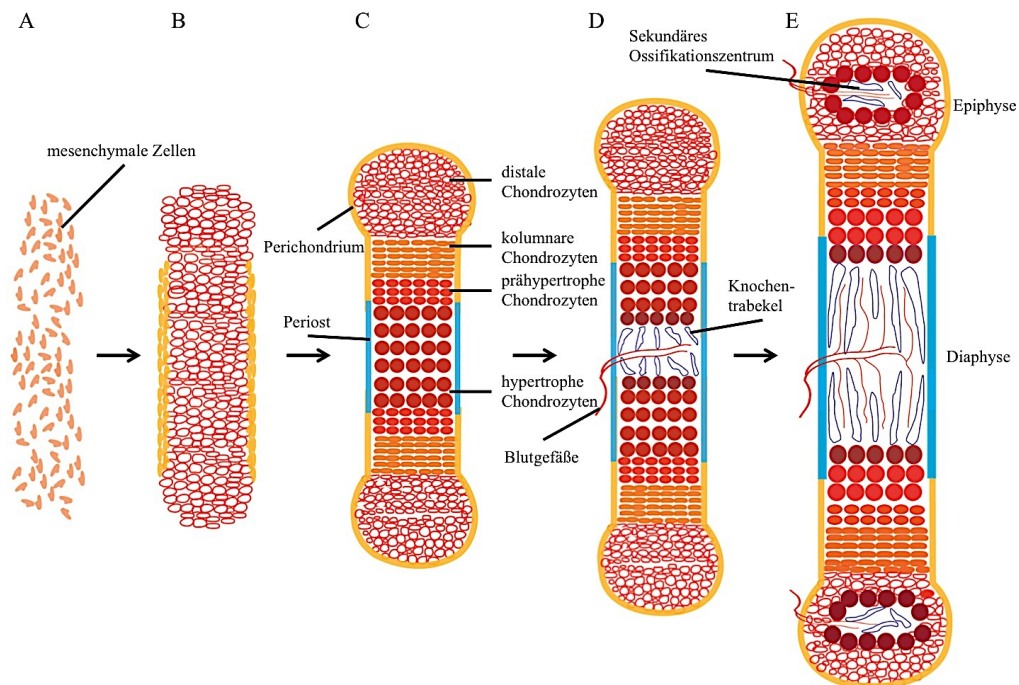 A
B
C
D
E
Sekundäres
Ossifikationszentrum
Epiphyse
mesenchymale Zellen
distale
Chondrozyten
Perichondrium
kolumnare
Chondrozyten
prähypertrophe
Chondrozyten
Knochen-
trabekel
Periost
Diaphyse
hypertrophe
Chondrozyten
Blutgefäße